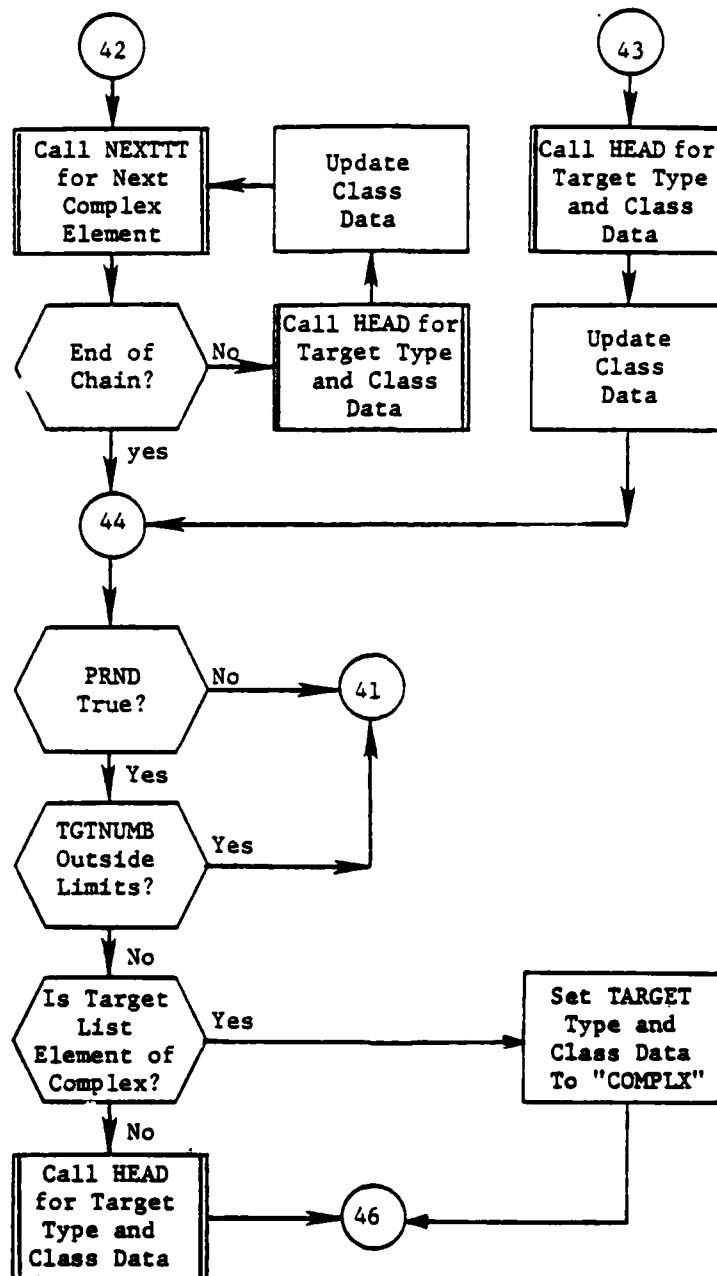 42
43
Call NEXTTT
for Next
Complex
Element
Update
Class
Data
Call HEAD for
Target Type
and Class
Data
End of
Chain?
No
Call HEAD for
Target Type
and Class
Data
Update
Class
Data
yes
44
PRND
True?
No
41
Yes
TGTNUMB
Outside
Limits?
Yes
No
Is Target
List
Element of
Complex?
Yes
Set TARGET
Type and
Class Data
To "COMPLX"
No
Call HEAD
for Target
Type and
Class Data
46